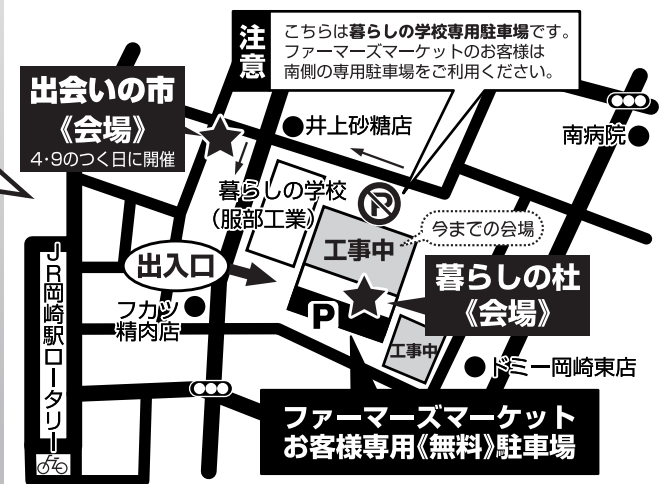 注意
こちらは暮らしの学校専用駐車場です。
ファーマーズマーケットのお客様は
南側の専用駐車場をご利用ください。
出会いの市
《会場》
4・9のつく日に開催
井上砂糖店
南病院
暮らしの学校
(服部工業)
P
今までの会場
工事中
出入口
暮らしの杜
《会場》
フカツ
精肉店
P
工事中
ドミー岡崎東店
JR岡崎駅ロータリー
ファーマーズマーケット
お客様専用《無料》駐車場